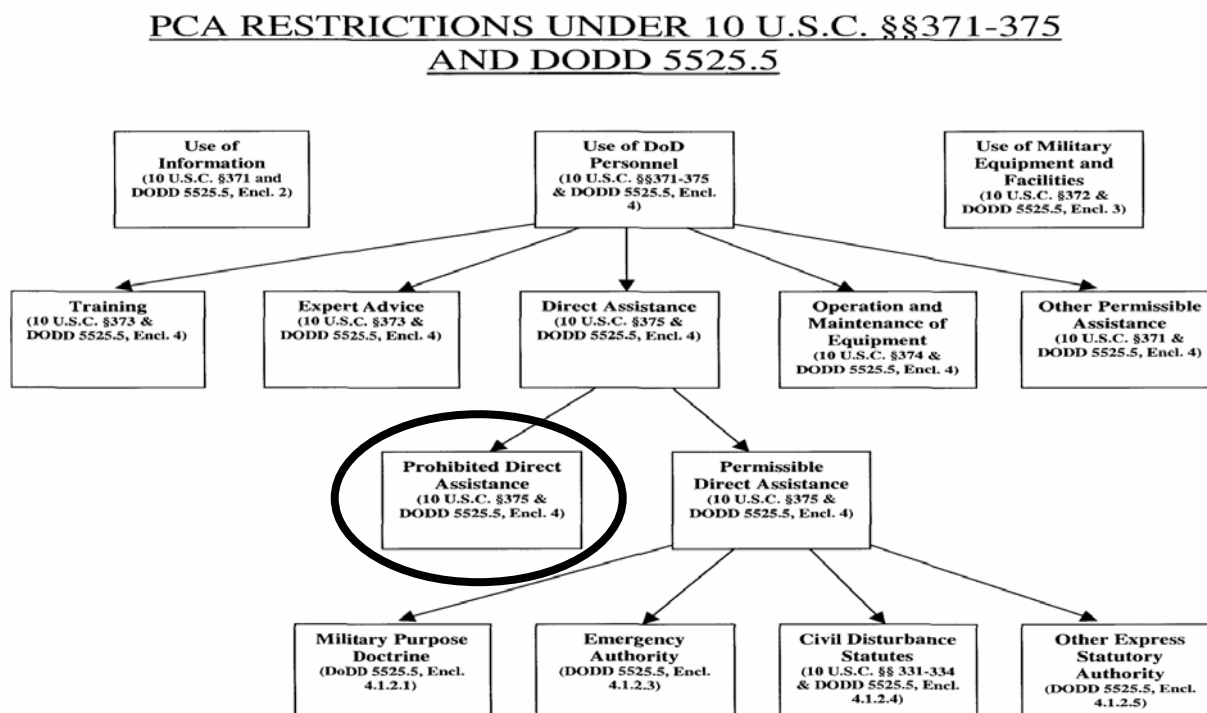 PCA RESTRICTIONS UNDER 10 U.S.C. §§371-375
AND DODD 5525.5
Use of
Information
(10 U.S.C. §371 and
DODD 5525.5, Encl. 2)
Use of DoD
Personnel
(10 U.S.C. §§371-375
& DODD 5525.5, Encl.
4)
Use of Military
Equipment and
Facilities
(10 U.S.C. §372
& DODD 5525.5, Encl. 3)
Training
(10 U.S.C. §373 &
DODD 5525.5, Encl. 4)
Expert Advice
(10 U.S.C. §373 &
DODD 5525.5, Encl. 4)
Direct Assistance
(10 U.S.C. §375 &
DODD 5525.5, Encl. 4)
Operation and
Maintenance of
Equipment
(10 U.S.C. §374 &
DODD 5525.5, Encl. 4)
Other Permissible
Assistance
(10 U.S.C. §371 &
DODD 5525.5, Encl. 4)
Prohibited Direct
Assistance
(10 U.S.C. §375 &
DODD 5525.5, Encl. 4)
Permissible
Direct Assistance
(10 U.S.C. §375 &
DODD 5525.5, Encl. 4)
Military Purpose
Doctrine
(DoDD 5525.5, Encl.
4.1.2.1)
Emergency
Authority
(DODD 5525.5, Encl.
4.1.2.3)
Civil Disturbance
Statutes
(10 U.S.C. §§ 331-334
& DODD 5525.5, Encl.
4.1.2.4)
Other Express
Statutory
Authority
(DODD 5525.5, Encl.
4.1.2.5)